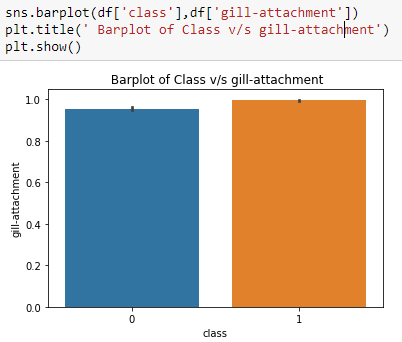 sns.barplot(df['class'],df['gill-attachment'])
plt.title(' Barplot of Class v/s gill-attachment')
plt.show()
Barplot of Class v/s gill-attachment
1.0
0.8
0.6
0.4
0.2
0.0
gill-attachment
0 1
class